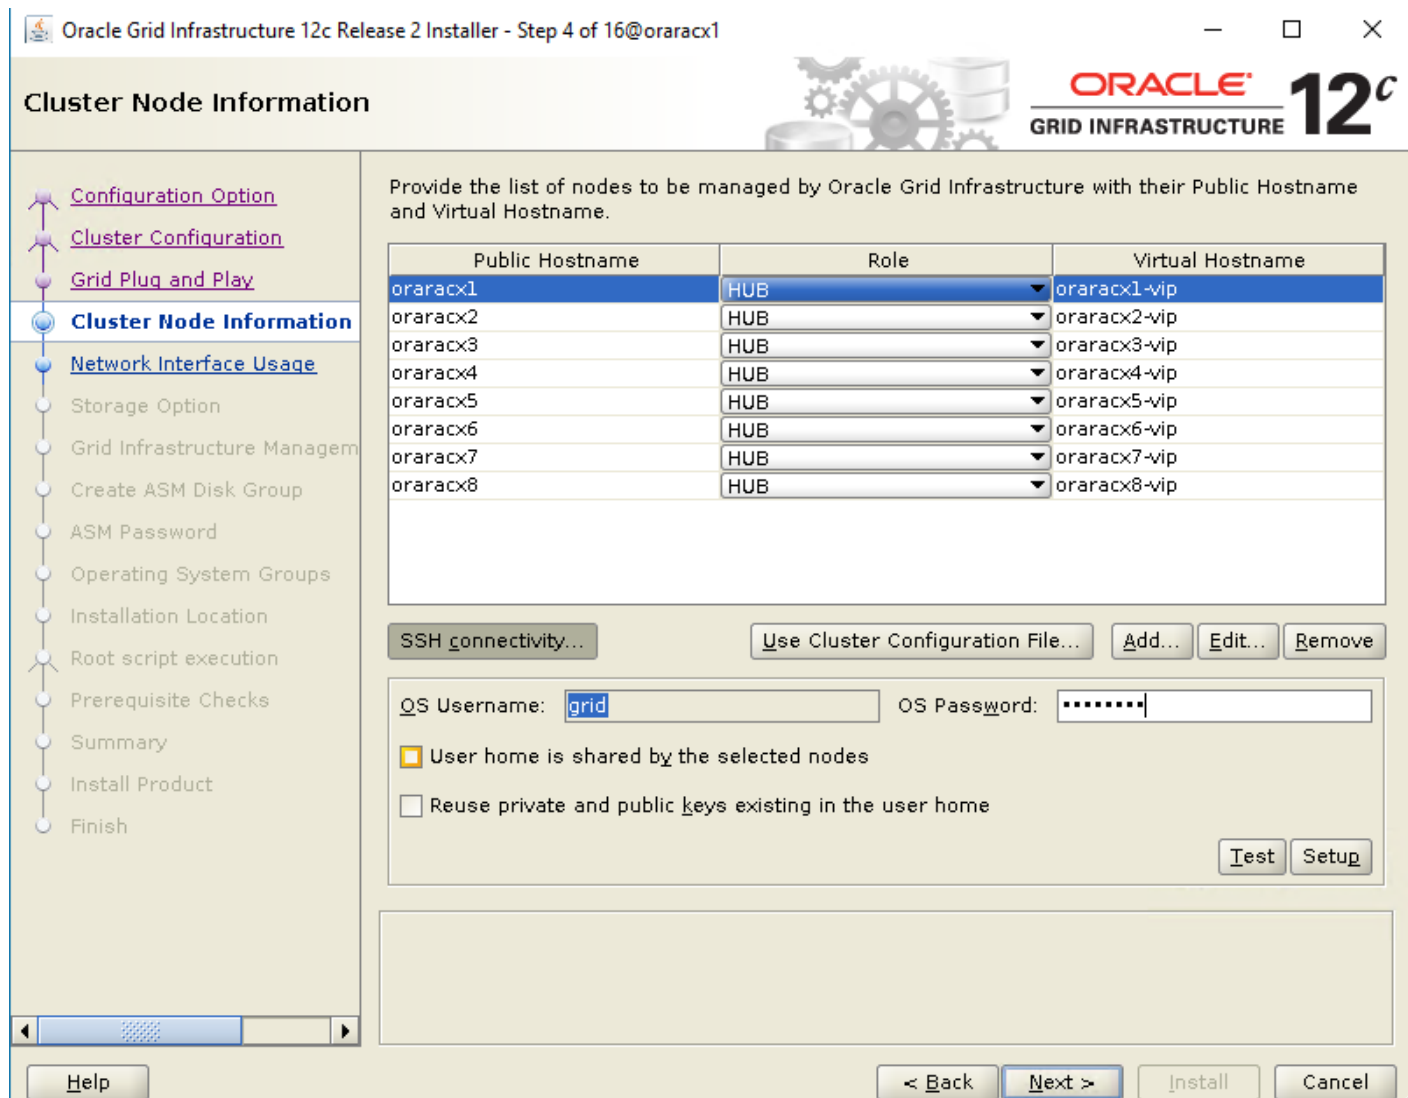 Oracle Grid Infrastructure 12c Release 2 Installer - Step 4 of 16@oraracx1
Cluster Node Information
ORACLE
GRID INFRASTRUCTURE
12c
Configuration Option
Cluster Configuration
Grid Plug and Play
Cluster Node Information
Network Interface Usage
Storage Option
Grid Infrastructure Managem
Create ASM Disk Group
ASM Password
Operating System Groups
Installation Location
Root script execution
Prerequisite Checks
Summary
Install Product
Finish
Provide the list of nodes to be managed by Oracle Grid Infrastructure with their Public Hostname
and Virtual Hostname.
Public Hostname Role Virtual Hostname
oraracx1 HUB oraracx1-vip
oraracx2 HUB oraracx2-vip
oraracx3 HUB oraracx3-vip
oraracx4 HUB oraracx4-vip
oraracx5 HUB oraracx5-vip
oraracx6 HUB oraracx6-vip
oraracx7 HUB oraracx7-vip
oraracx8 HUB oraracx8-vip
SSH connectivity... Use Cluster Configuration File... Add... Edit... Remove
OS Username: grid OS Password: ••••••••
User home is shared by the selected nodes
Reuse private and public keys existing in the user home
Test Setup
Help < Back Next > Install Cancel